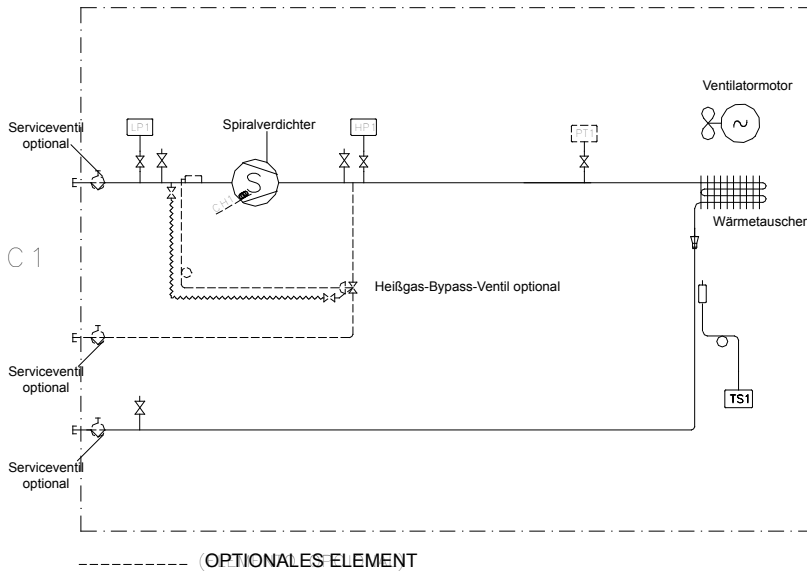 Ventilatormotor
LP1
Spiralverdichter
HP1
PT1
Serviceventil
optional
S
CH1
Wärmetauscher
C 1
Heißgas-Bypass-Ventil optional
Serviceventil
optional
TS1
Serviceventil
optional
OPTIONALES ELEMENT